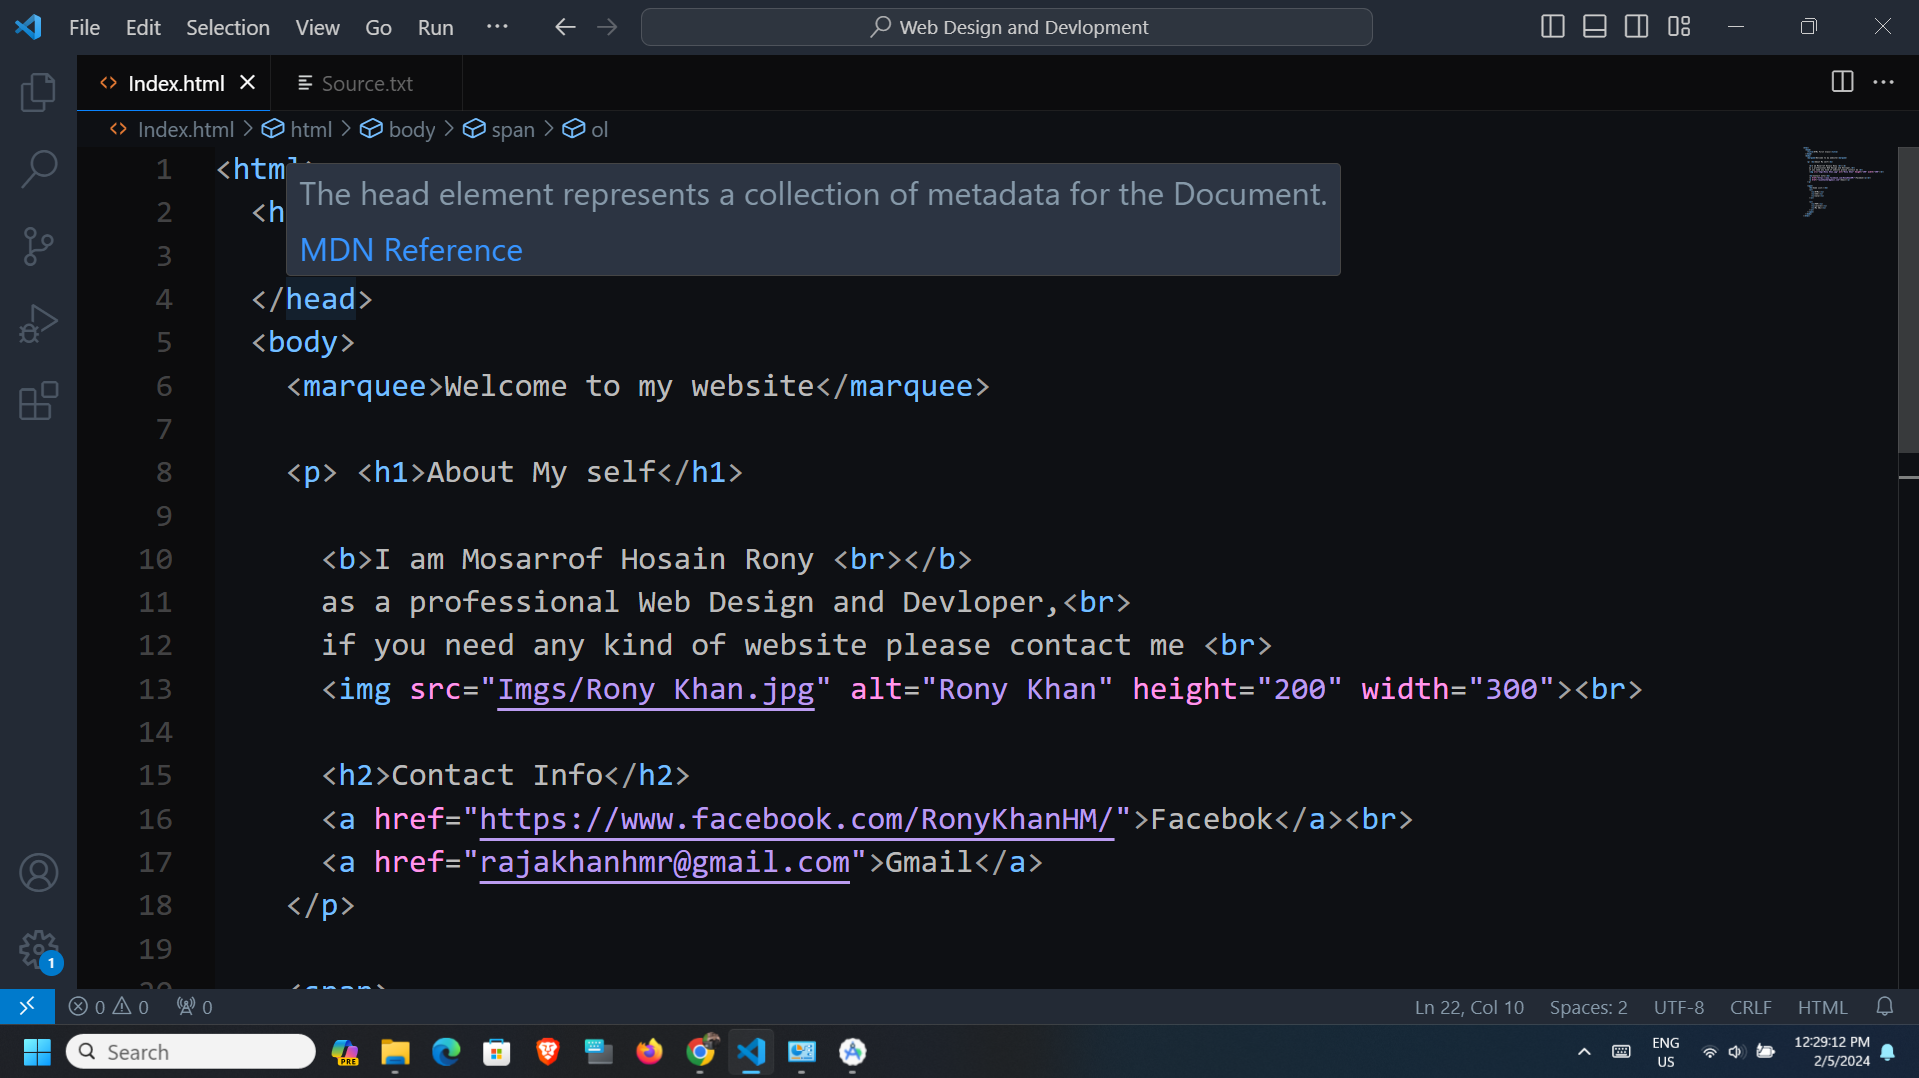 File Edit Selection View Go Run ··· Web Design and Devlopment
Index.html Source.txt
Index.html > html > body > span > ol
1 <html>
The head element represents a collection of metadata for the Document.
2 <h
MDN Reference
3
4 </head>
5 <body>
6 <marquee>Welcome to my website</marquee>
7
8 <p> <h1>About My self</h1>
9
10 <b>I am Mosarrof Hosain Rony <br></b>
11 as a professional Web Design and Devloper,<br>
12 if you need any kind of website please contact me <br>
13 <img src="Imgs/Rony Khan.jpg" alt="Rony Khan" height="200" width="300"><br>
14
15 <h2>Contact Info</h2>
16 <a href="https://www.facebook.com/RonyKhanHM/">Facebok</a><br>
17 <a href="rajakhanhmr@gmail.com">Gmail</a>
18 </p>
19
20 <span>
1
0 0 0 Ln 22, Col 10 Spaces: 2 UTF-8 CRLF HTML
Search PRE ENG US 12:29:12 PM
2/5/2024